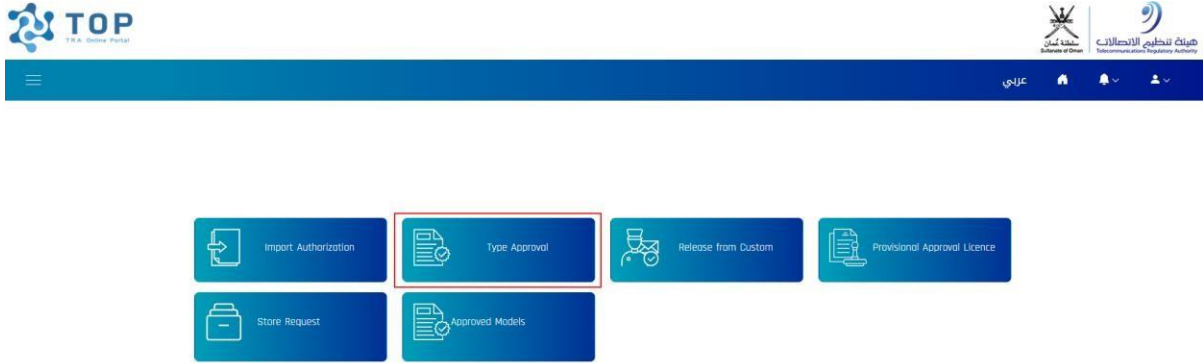 TOP
TRA Online Portal
سلطنة عُمان
Sultanate of Oman
هيئة تنظيم الاتصالات
Telecommunications Regulatory Authority
عربي
Import Authorization
Type Approval
Release from Custom
Provisional Approval Licence
Store Request
Approved Models